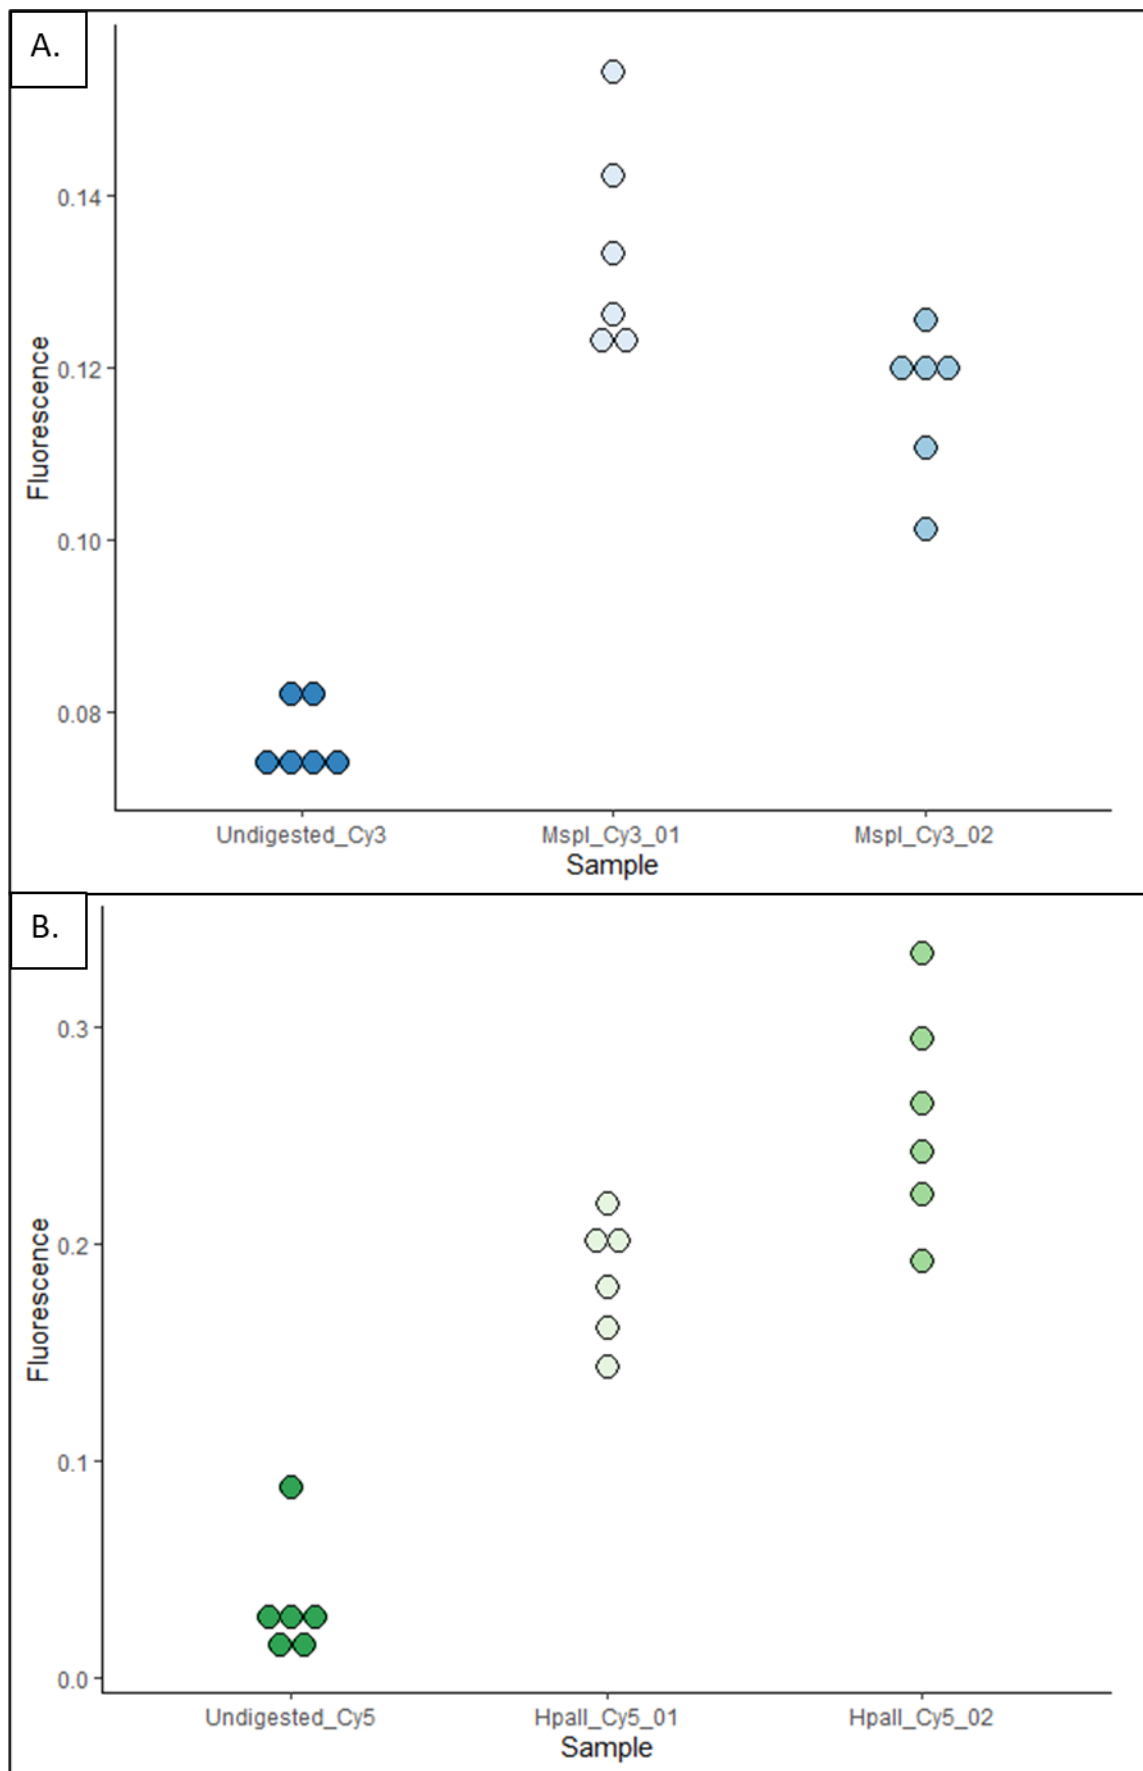 A.
0.14
0.12
0.10
0.08
Fluorescence
Undigested_Cy3 MspI_Cy3_01 MspI_Cy3_02
Sample
B.
0.3
0.2
0.1
0.0
Fluorescence
Undigested_Cy5 HpaII_Cy5_01 HpaII_Cy5_02
Sample